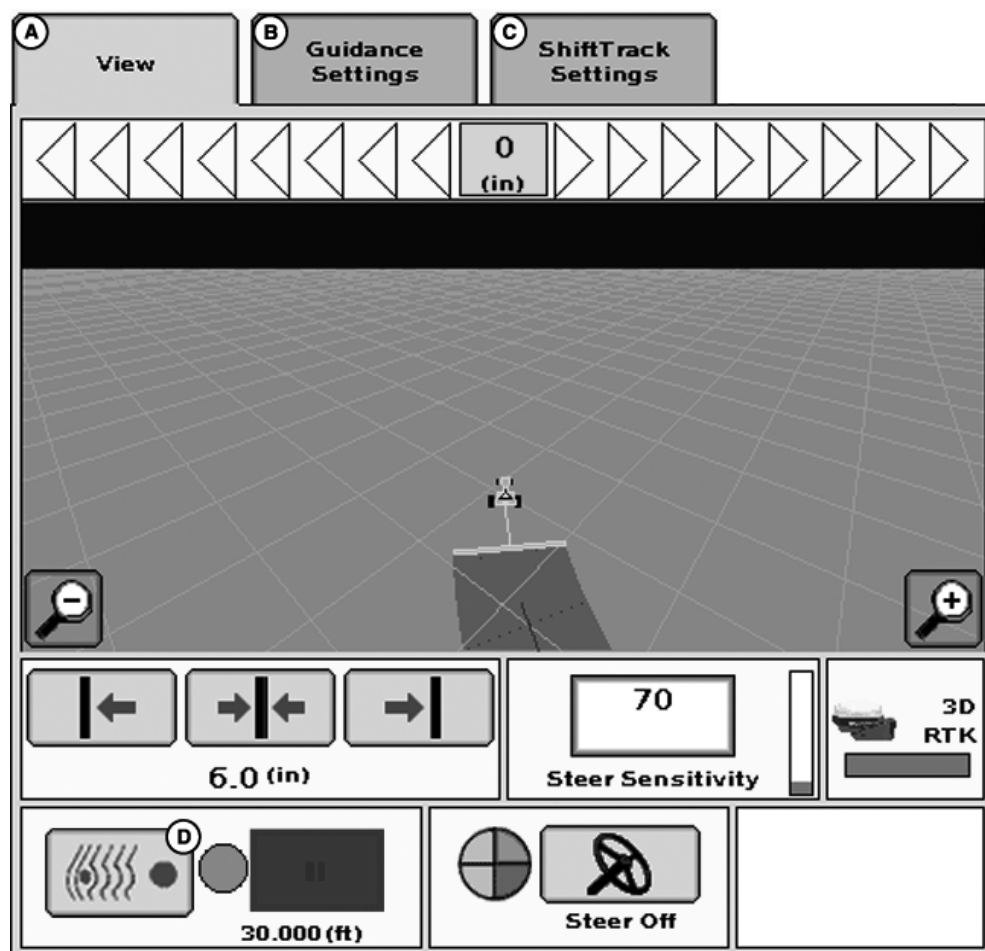 A
View
B
Guidance
Settings
C
ShiftTrack
Settings
0
(in)
6.0 (in)
70
Steer Sensitivity
3D
RTK
D
30.000 (ft)
Steer Off